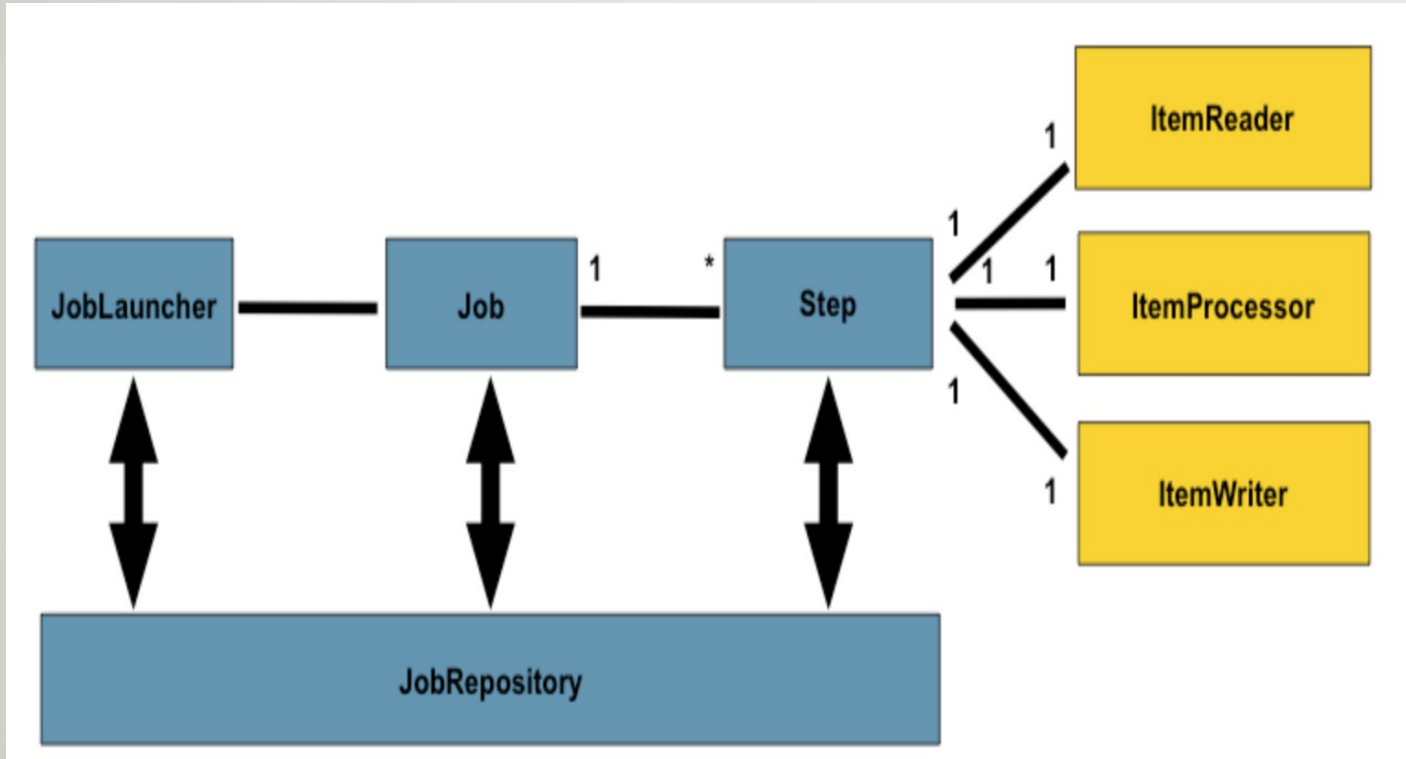 ItemReader
1
1
JobLauncher
Job
1
*
Step
1
1
ItemProcessor
1
1
ItemWriter
JobRepository